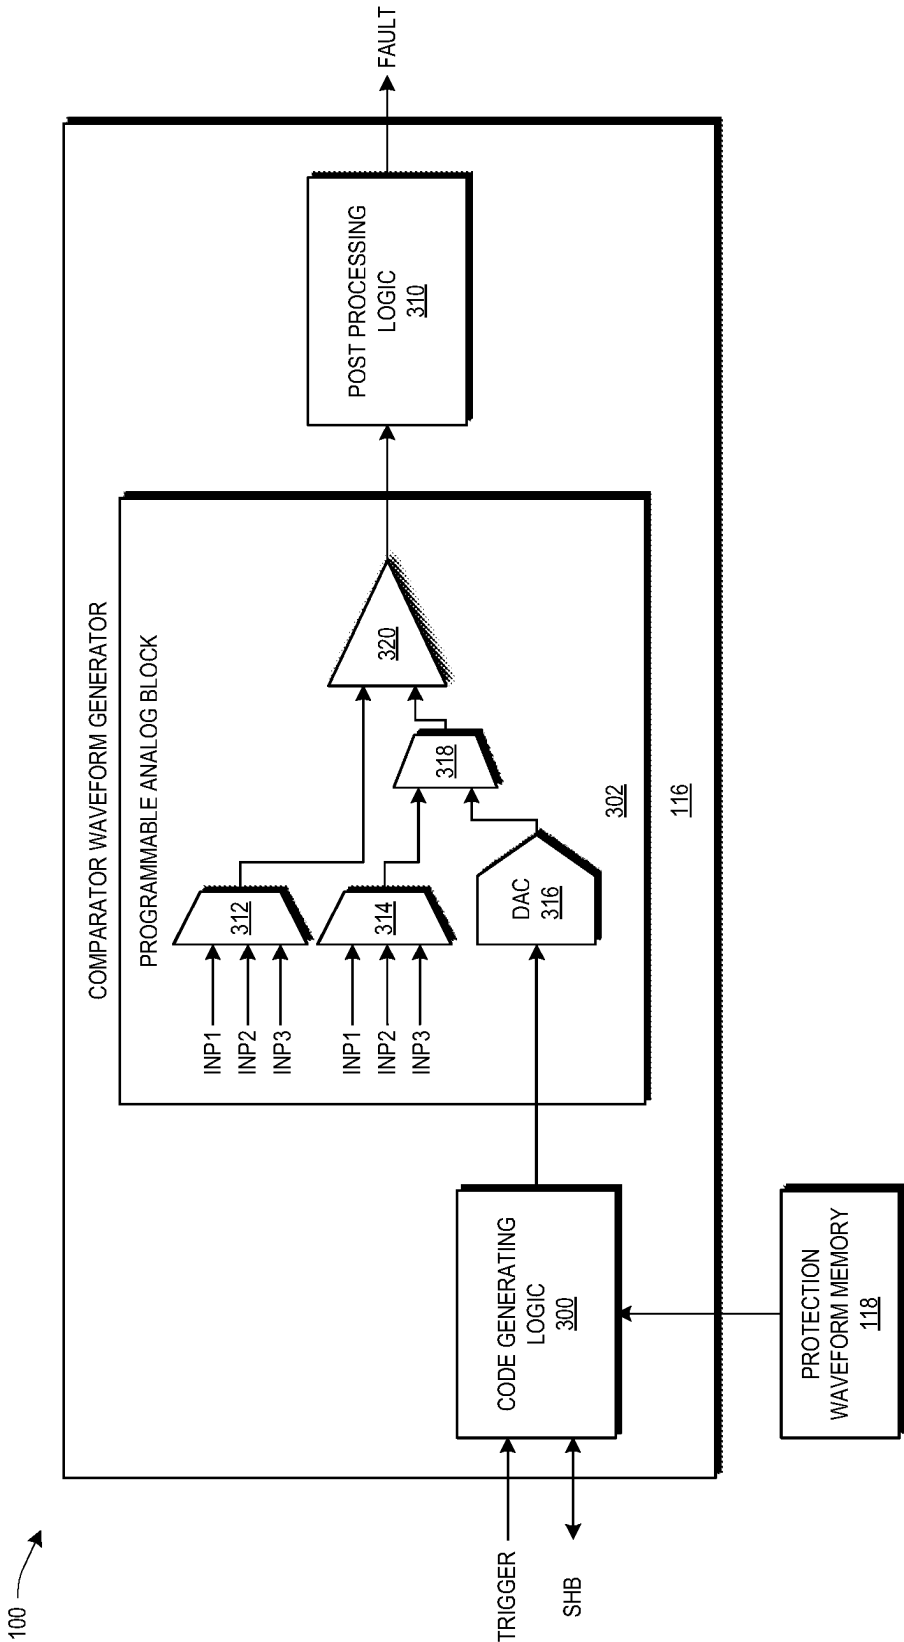 100
COMPARATOR WAVEFORM GENERATOR
PROGRAMMABLE ANALOG BLOCK
INP1
INP2
INP3
312
INP1
INP2
INP3
314
DAC
316
318
320
302
116
POST PROCESSING
LOGIC
310
FAULT
TRIGGER
SHB
CODE GENERATING
LOGIC
300
PROTECTION
WAVEFORM MEMORY
118